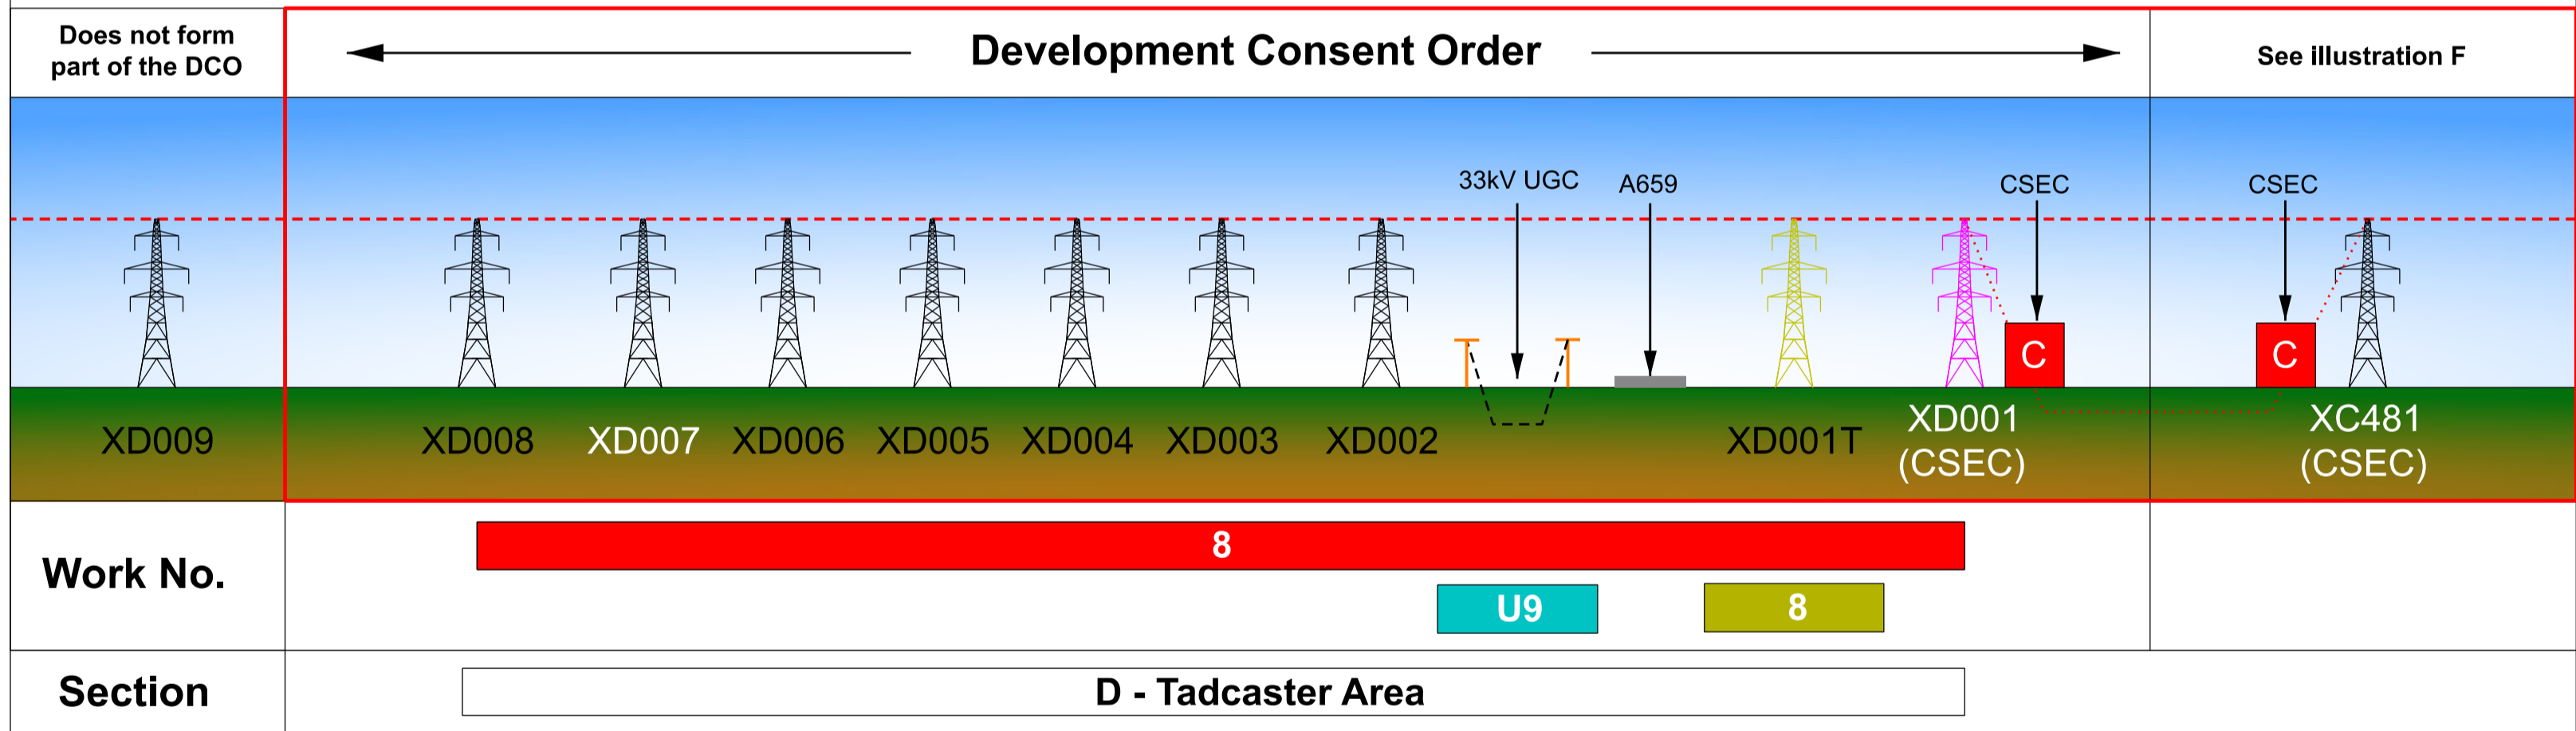 Does not form
part of the DCO
Development Consent Order
See illustration F
33kV UGC
A659
CSEC
CSEC
C
C
XD009
XD008
XD007
XD006
XD005
XD004
XD003
XD002
XD001T
XD001
(CSEC)
XC481
(CSEC)
Work No.
8
U9
8
Section
D - Tadcaster Area